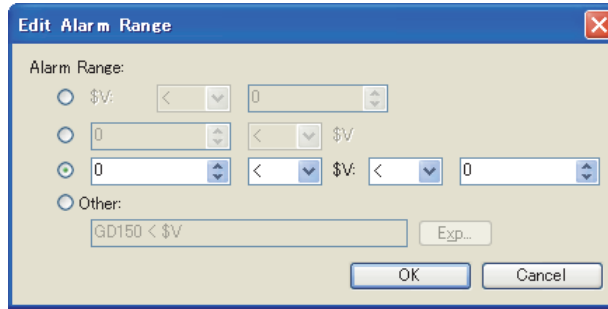 Edit Alarm Range
Alarm Range:
$V: < 0
0 < $V
0 < $V: < 0
Other:
GD150 < $V Exp...
OK Cancel